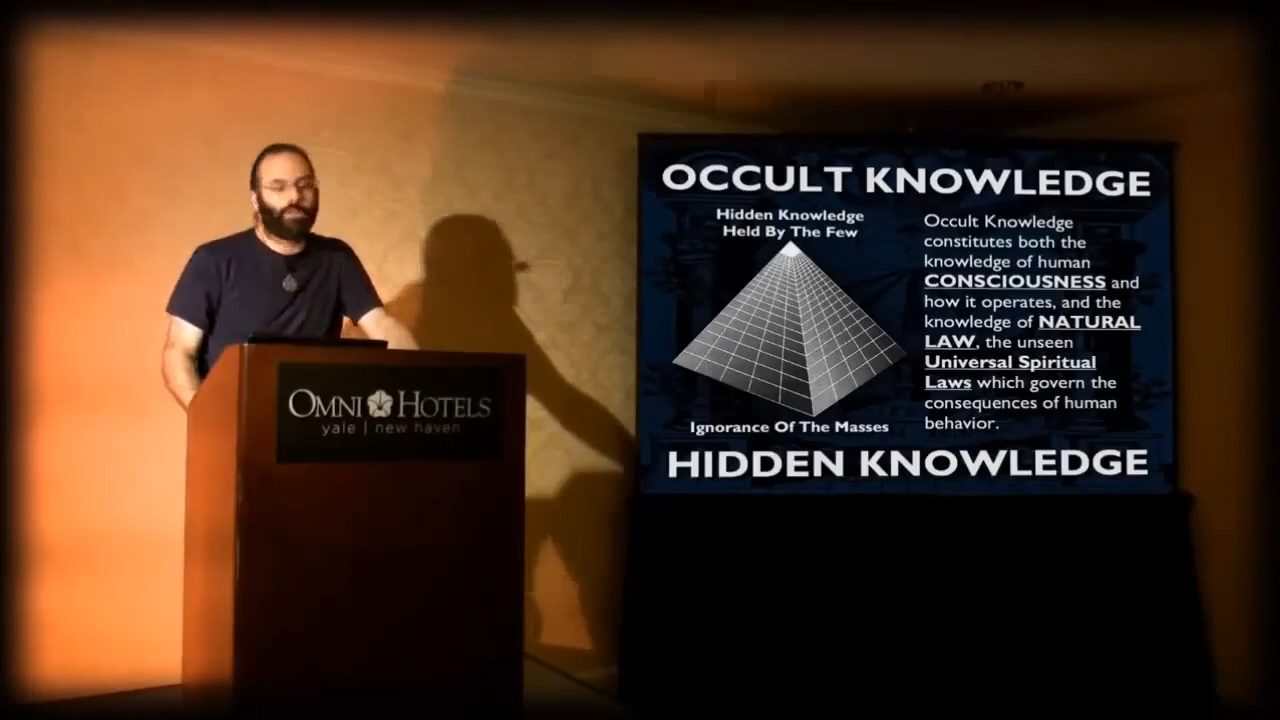 OMNI HOTELS
yale | new haven
OCCULT KNOWLEDGE
Hidden Knowledge
Held By The Few
Ignorance Of The Masses
Occult Knowledge
constitutes both the
knowledge of human
CONSCIOUSNESS and
how it operates, and the
knowledge of NATURAL
LAW, the unseen
Universal Spiritual
Laws which govern the
consequences of human
behavior.
HIDDEN KNOWLEDGE